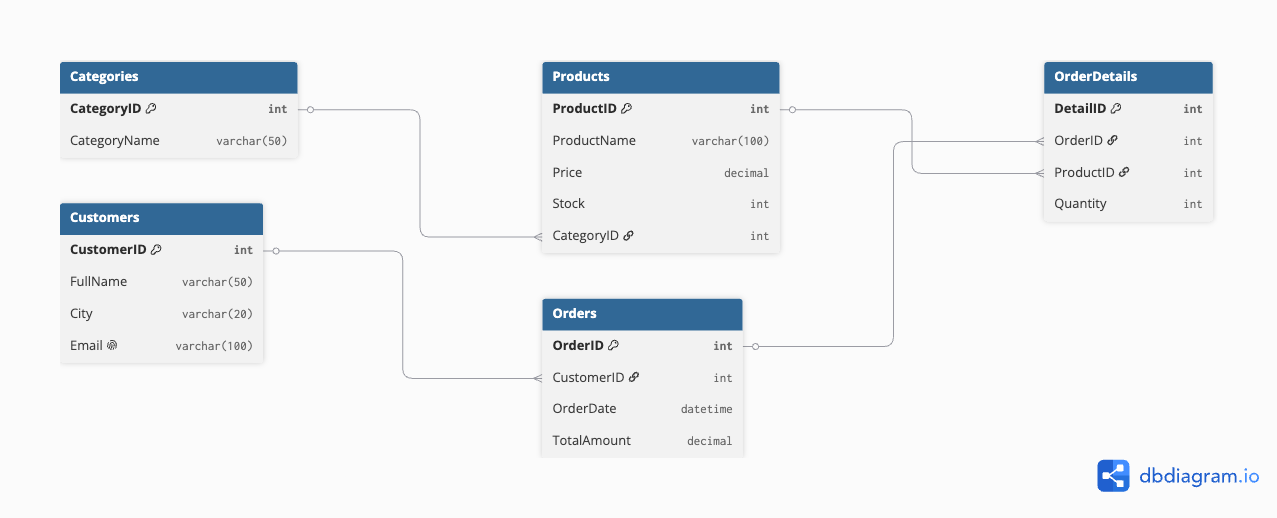 Categories
CategoryID int
CategoryName varchar(50)
Customers
CustomerID int
FullName varchar(50)
City varchar(20)
Email varchar(100)
Products
ProductID int
ProductName varchar(100)
Price decimal
Stock int
CategoryID int
Orders
OrderID int
CustomerID int
OrderDate datetime
TotalAmount decimal
OrderDetails
DetailID int
OrderID int
ProductID int
Quantity int
dbdiagram.io